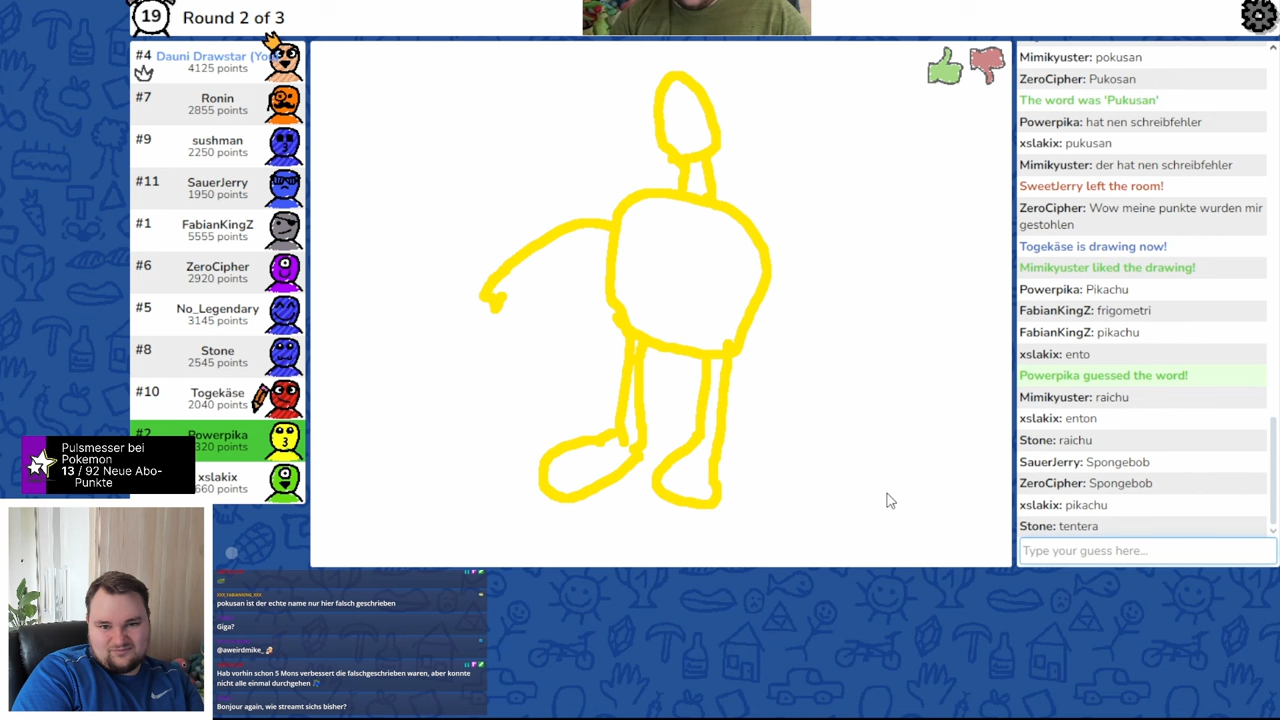 19
Round 2 of 3
#4
Dauni Drawstar (You
4125 points
#7
Ronin
2855 points
#9
sushman
2250 points
#11
SauerJerry
1950 points
#1
FabianKingZ
5555 points
#6
ZeroCipher
2920 points
#5
No_Legendary
3145 points
#8
Stone
2545 points
#10
Togekäse
2040 points
#2
Powerpika
320 points
xslakix
660 points
Pulsmesser bei
Pokemon
13 / 92 Neue Abo-
Punkte
Mimikyuster: pokusan
ZeroCipher: Pukosan
The word was 'Pukusan'
Powerpika: hat nen schreibfehler
xslakix: pukusan
Mimikyuster: der hat nen schreibfehler
SweetJerry left the room!
ZeroCipher: Wow meine punkte wurden mir
gestohlen
Togekäse is drawing now!
Mimikyuster liked the drawing!
Powerpika: Pikachu
FabianKingZ: frigometri
FabianKingZ: pikachu
xslakix: ento
Powerpika guessed the word!
Mimikyuster: raichu
xslakix: enton
Stone: raichu
SauerJerry: Spongebob
ZeroCipher: Spongebob
xslakix: pikachu
Stone: tentera
Type your guess here...
pokusan ist der echte name nur hier falsch geschrieben
Giga?
@aweirdmike_
Hab vorhin schon 5 Mons verbessert die falschgeschrieben waren, aber konnte
nicht alle einmal durchgehen
Bonjour again, wie streamt sichs bisher?